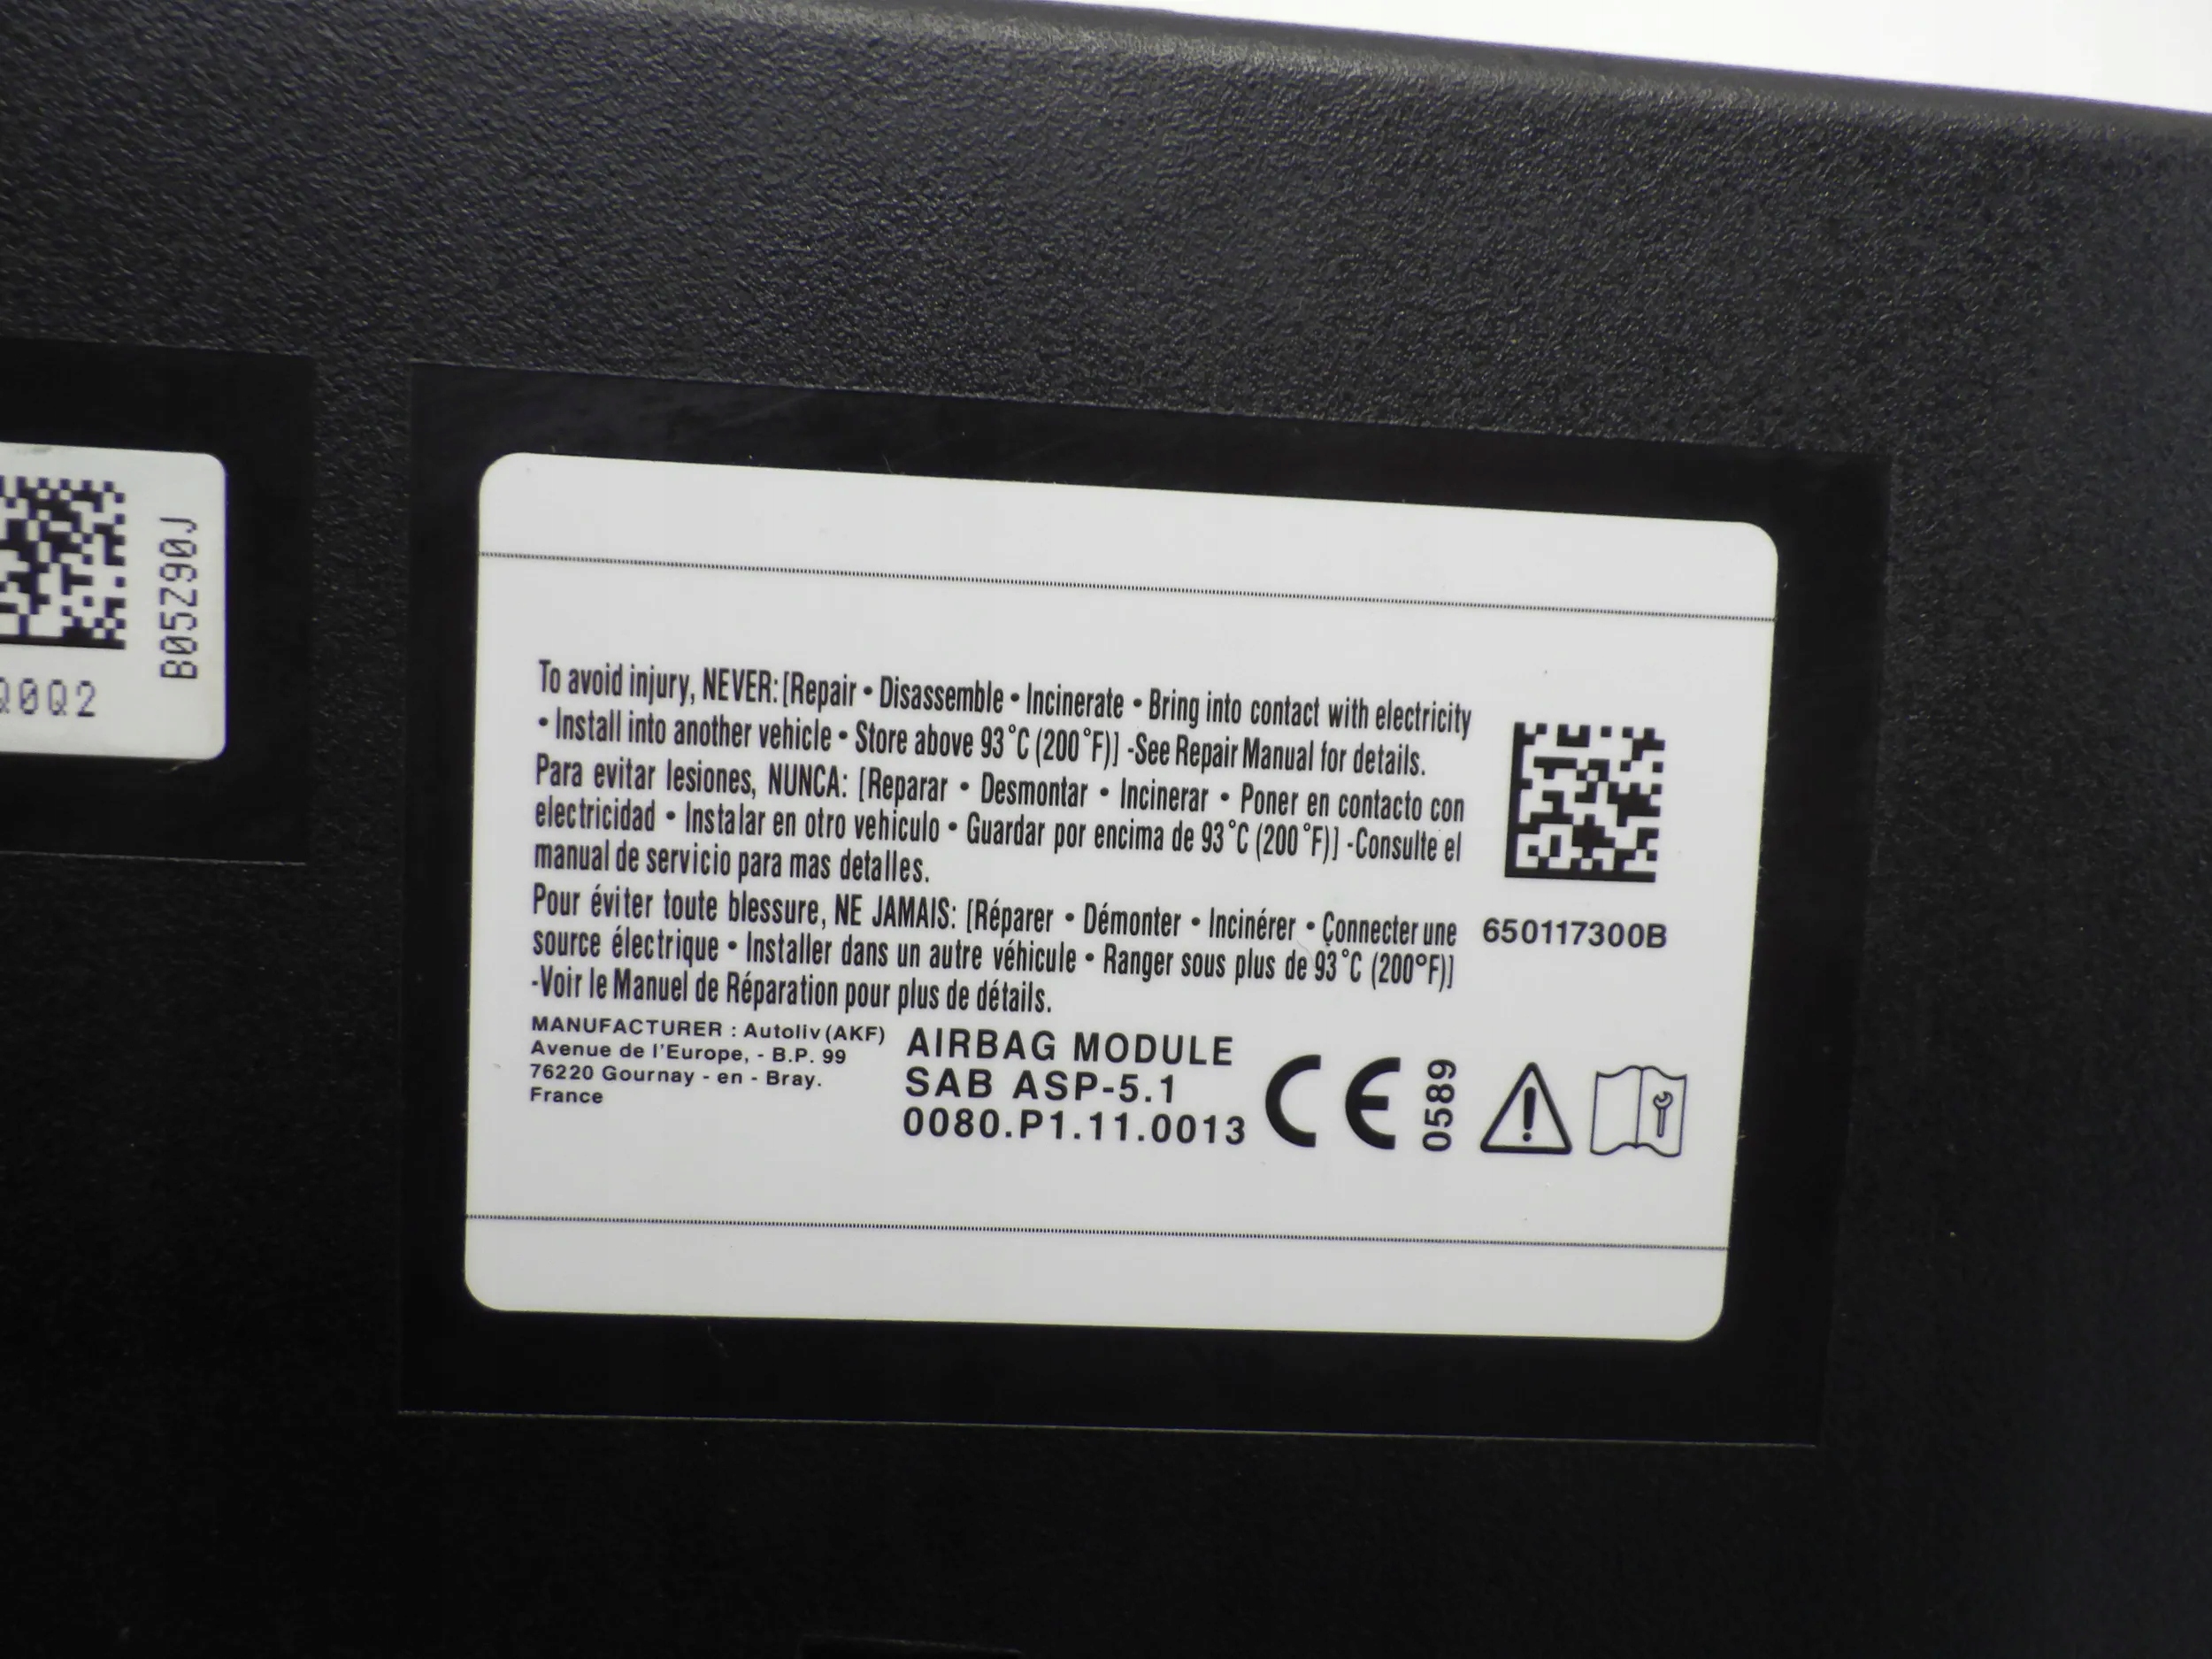 B05Z90J
0Q2
To avoid injury, NEVER: [Repair • Disassemble • Incinerate • Bring into contact with electricity
• Install into another vehicle • Store above 93°C (200°F)] -See Repair Manual for details.
Para evitar lesiones, NUNCA: [Reparar • Desmontar • Incinerar • Poner en contacto con
electricidad • Instalar en otro vehiculo • Guardar por encima de 93°C (200°F)] -Consulte el
manual de servicio para mas detalles.
Pour éviter toute blessure, NE JAMAIS: [Réparer • Démonter • Incinérer • Connecter une
source électrique • Installer dans un autre véhicule • Ranger sous plus de 93°C (200°F)]
-Voir le Manuel de Réparation pour plus de détails.
650117300B
MANUFACTURER : Autoliv (AKF)
Avenue de l'Europe, - B.P. 99
76220 Gournay - en - Bray.
France
AIRBAG MODULE
SAB ASP-5.1
0080.P1.11.0013
CE
0589